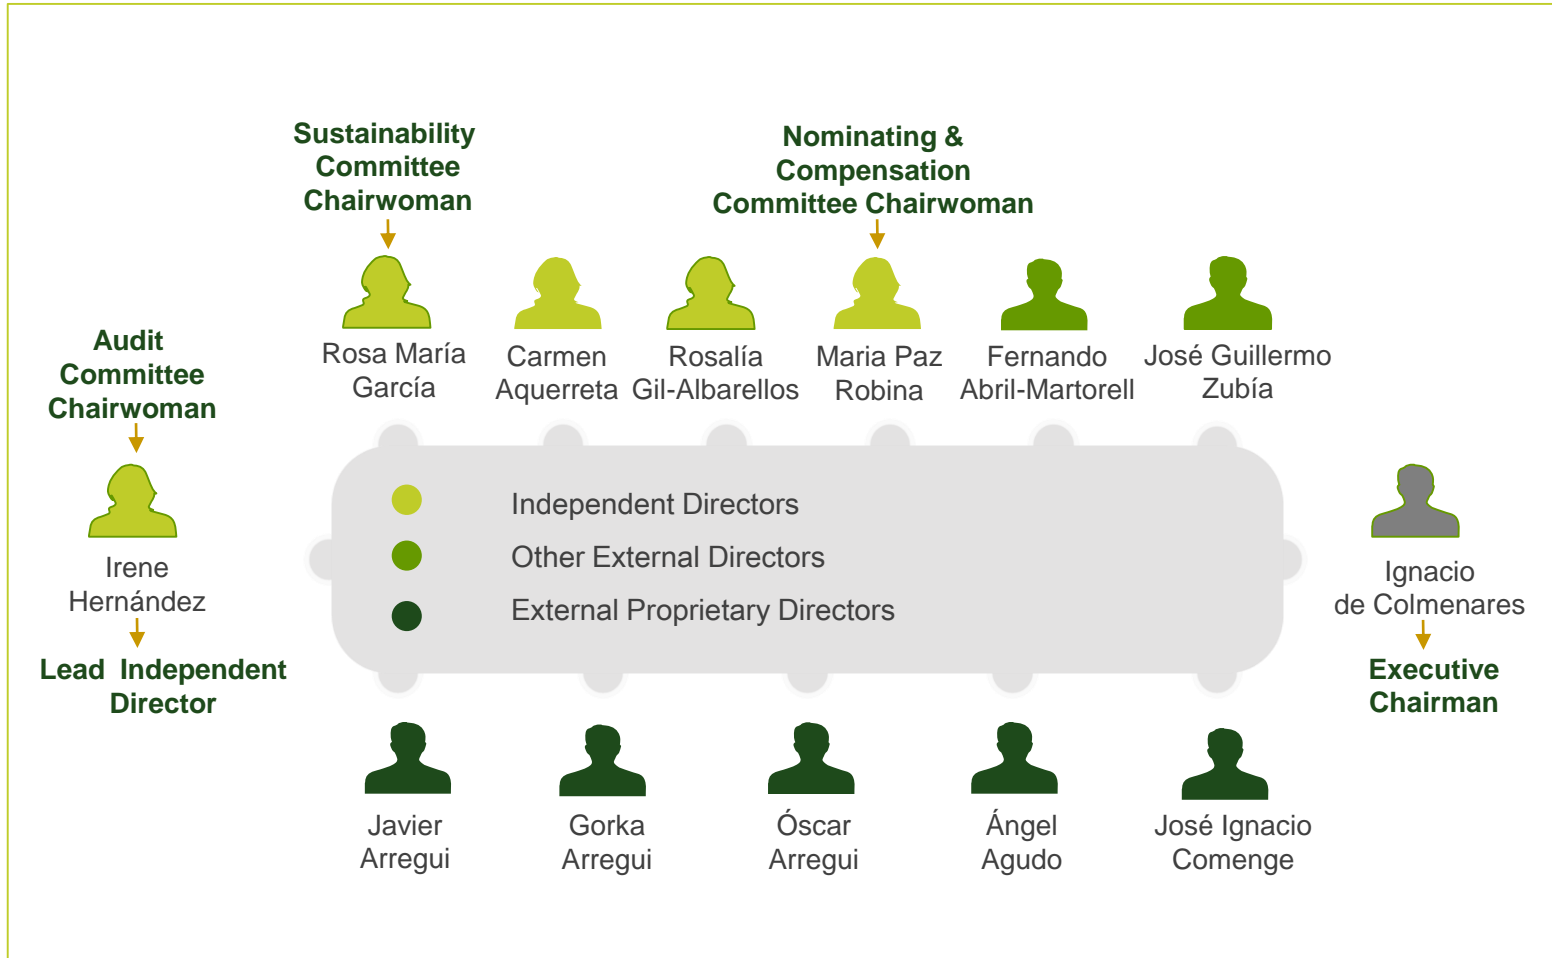 Sustainability
Committee
Chairwoman
Nominating &
Compensation
Committee Chairwoman
Rosa María
García
Carmen
Aquerreta
Rosalía
Gil-Albarellos
Maria Paz
Robina
Fernando
Abril-Martorell
José Guillermo
Zubía
Audit
Committee
Chairwoman
Irene
Hernández
Lead Independent
Director
Independent Directors
Other External Directors
External Proprietary Directors
Ignacio
de Colmenares
Executive
Chairman
Javier
Arregui
Gorka
Arregui
Óscar
Arregui
Ángel
Agudo
José Ignacio
Comenge